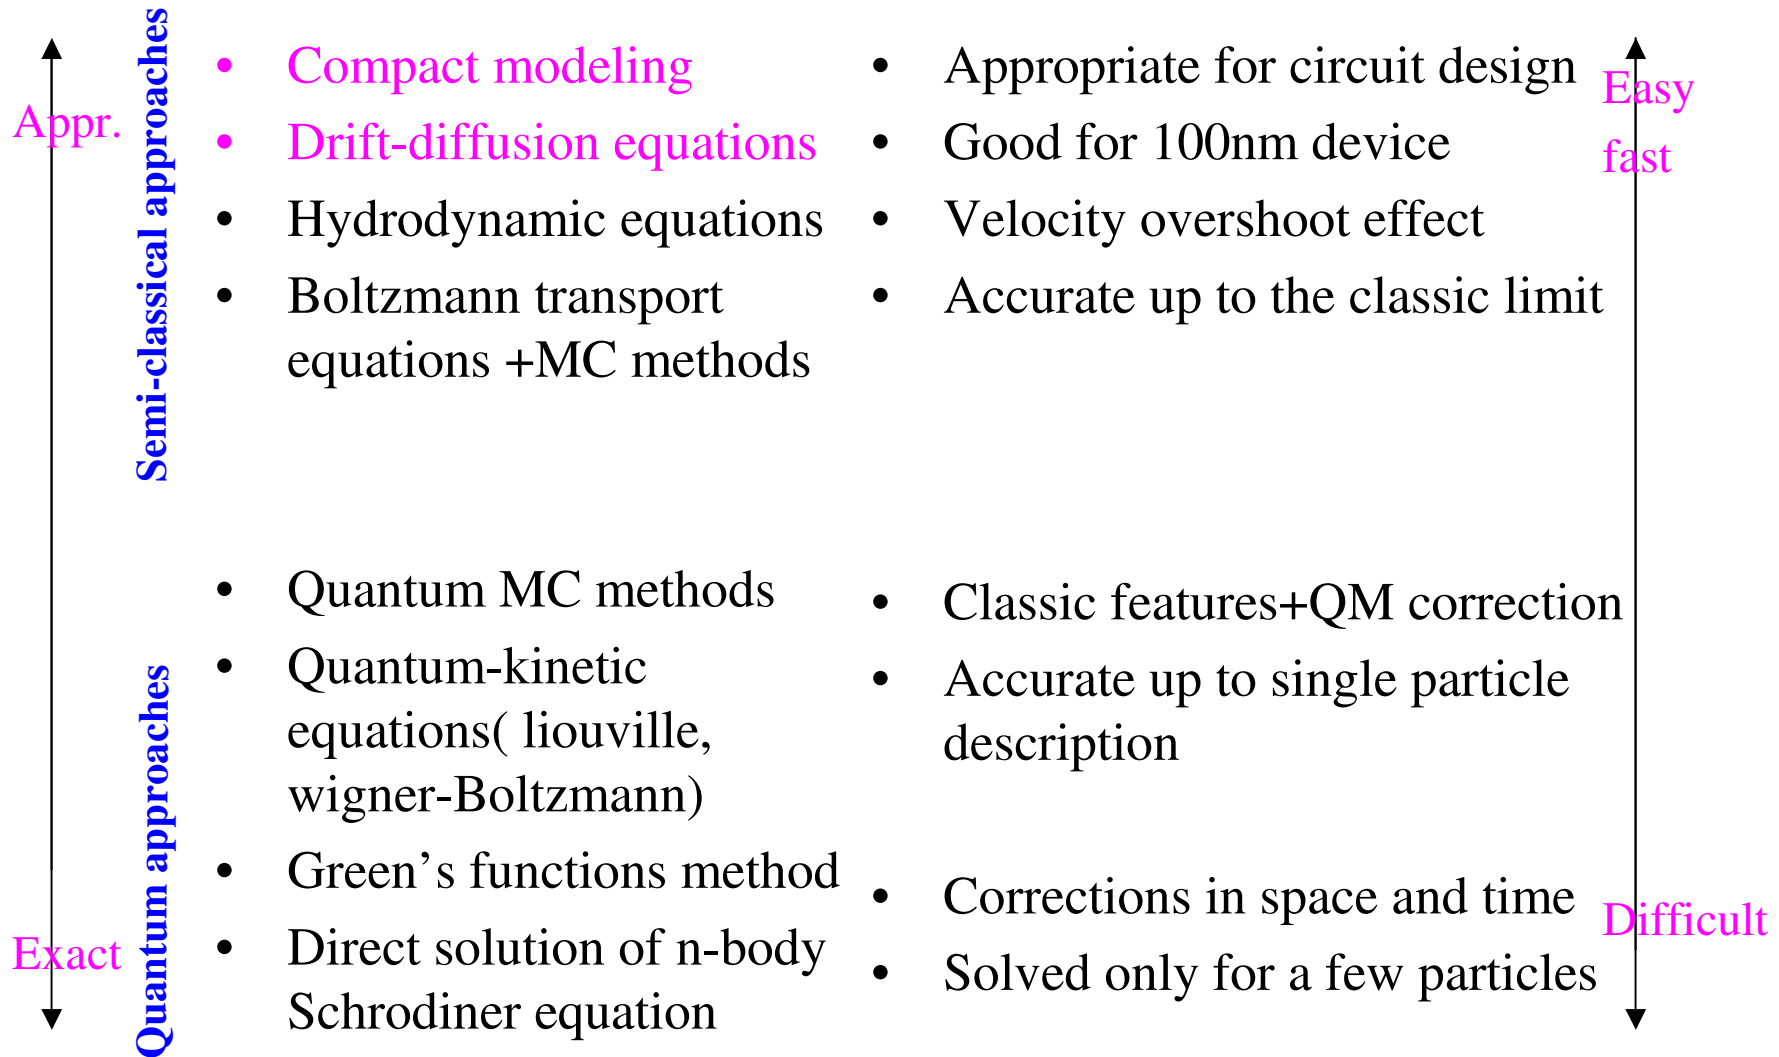 Appr.
Exact
Semi-classical approaches
Quantum approaches
• Compact modeling
• Drift-diffusion equations
• Hydrodynamic equations
• Boltzmann transport
equations +MC methods
• Quantum MC methods
• Quantum-kinetic
equations( liouville,
wigner-Boltzmann)
• Green’s functions method
• Direct solution of n-body
Schrodiner equation
• Appropriate for circuit design
• Good for 100nm device
• Velocity overshoot effect
• Accurate up to the classic limit
• Classic features+QM correction
• Accurate up to single particle
description
• Corrections in space and time
• Solved only for a few particles
Easy
fast
Difficult